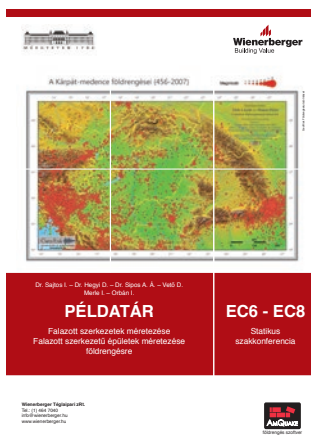 MŰEGYETEM 1782
Wienerberger
Building Value
A Kárpát-medence földrengései (456-2007)
Dr. Sajtos I. – Dr. Hegyi D. – Dr. Sipos A. Á. – Vető D.
Merle I. – Orbán I.
PÉLDATÁR
Falazott szerkezetek méretezése
Falazott szerkezetű épületek méretezése
földrengésre
EC6 - EC8
Statikus
szakkonferencia
Wienerberger Téglaipari zRt.
Tel.: (1) 464 7040
info@wienerberger.hu
www.wienerberger.hu
AMQUAKE
földrengés szoftver